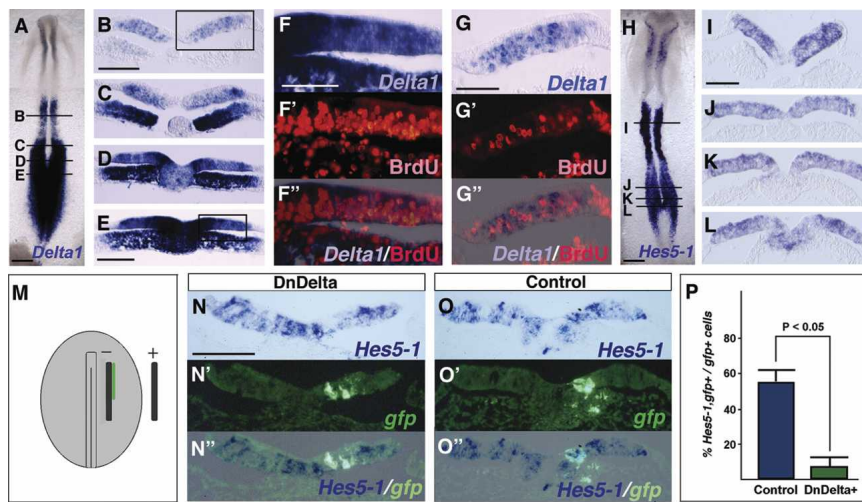 A
B
C
D
E
Delta1
B
C
D
E
F
Delta1
F'
BrdU
F''
Delta1/BrdU
G
Delta1
G'
BrdU
G''
Delta1/BrdU
H
I
J
K
L
Hes5-1
I
J
K
L
M
− +
DnDelta
N
Hes5-1
N'
gfp
N''
Hes5-1/gfp
Control
O
Hes5-1
O'
gfp
O''
Hes5-1/gfp
P
P < 0.05
% Hes5-1,gfp+ / gfp+ cells
80
60
40
20
Control DnDelta+